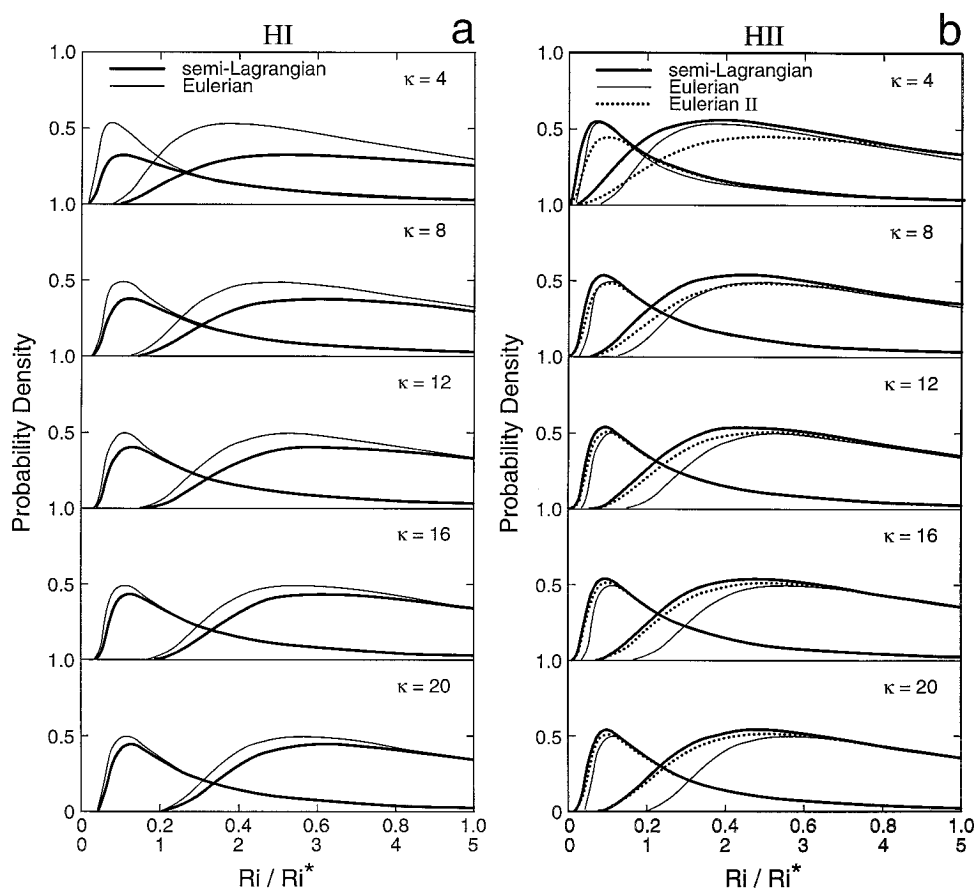 HI a
1.0
semi-Lagrangian
Eulerian
κ = 4
0.5
1.0
κ = 8
0.5
1.0
κ = 12
0.5
1.0
κ = 16
0.5
1.0
κ = 20
0.5
0
0 0.2 0.4 0.6 0.8 1.0
0 1 2 3 4 5
Ri / Ri*
Probability Density
HII b
1.0
semi-Lagrangian
Eulerian
Eulerian II
κ = 4
0.5
1.0
κ = 8
0.5
1.0
κ = 12
0.5
1.0
κ = 16
0.5
1.0
κ = 20
0.5
0
0 0.2 0.4 0.6 0.8 1.0
0 1 2 3 4 5
Ri / Ri*
Probability Density